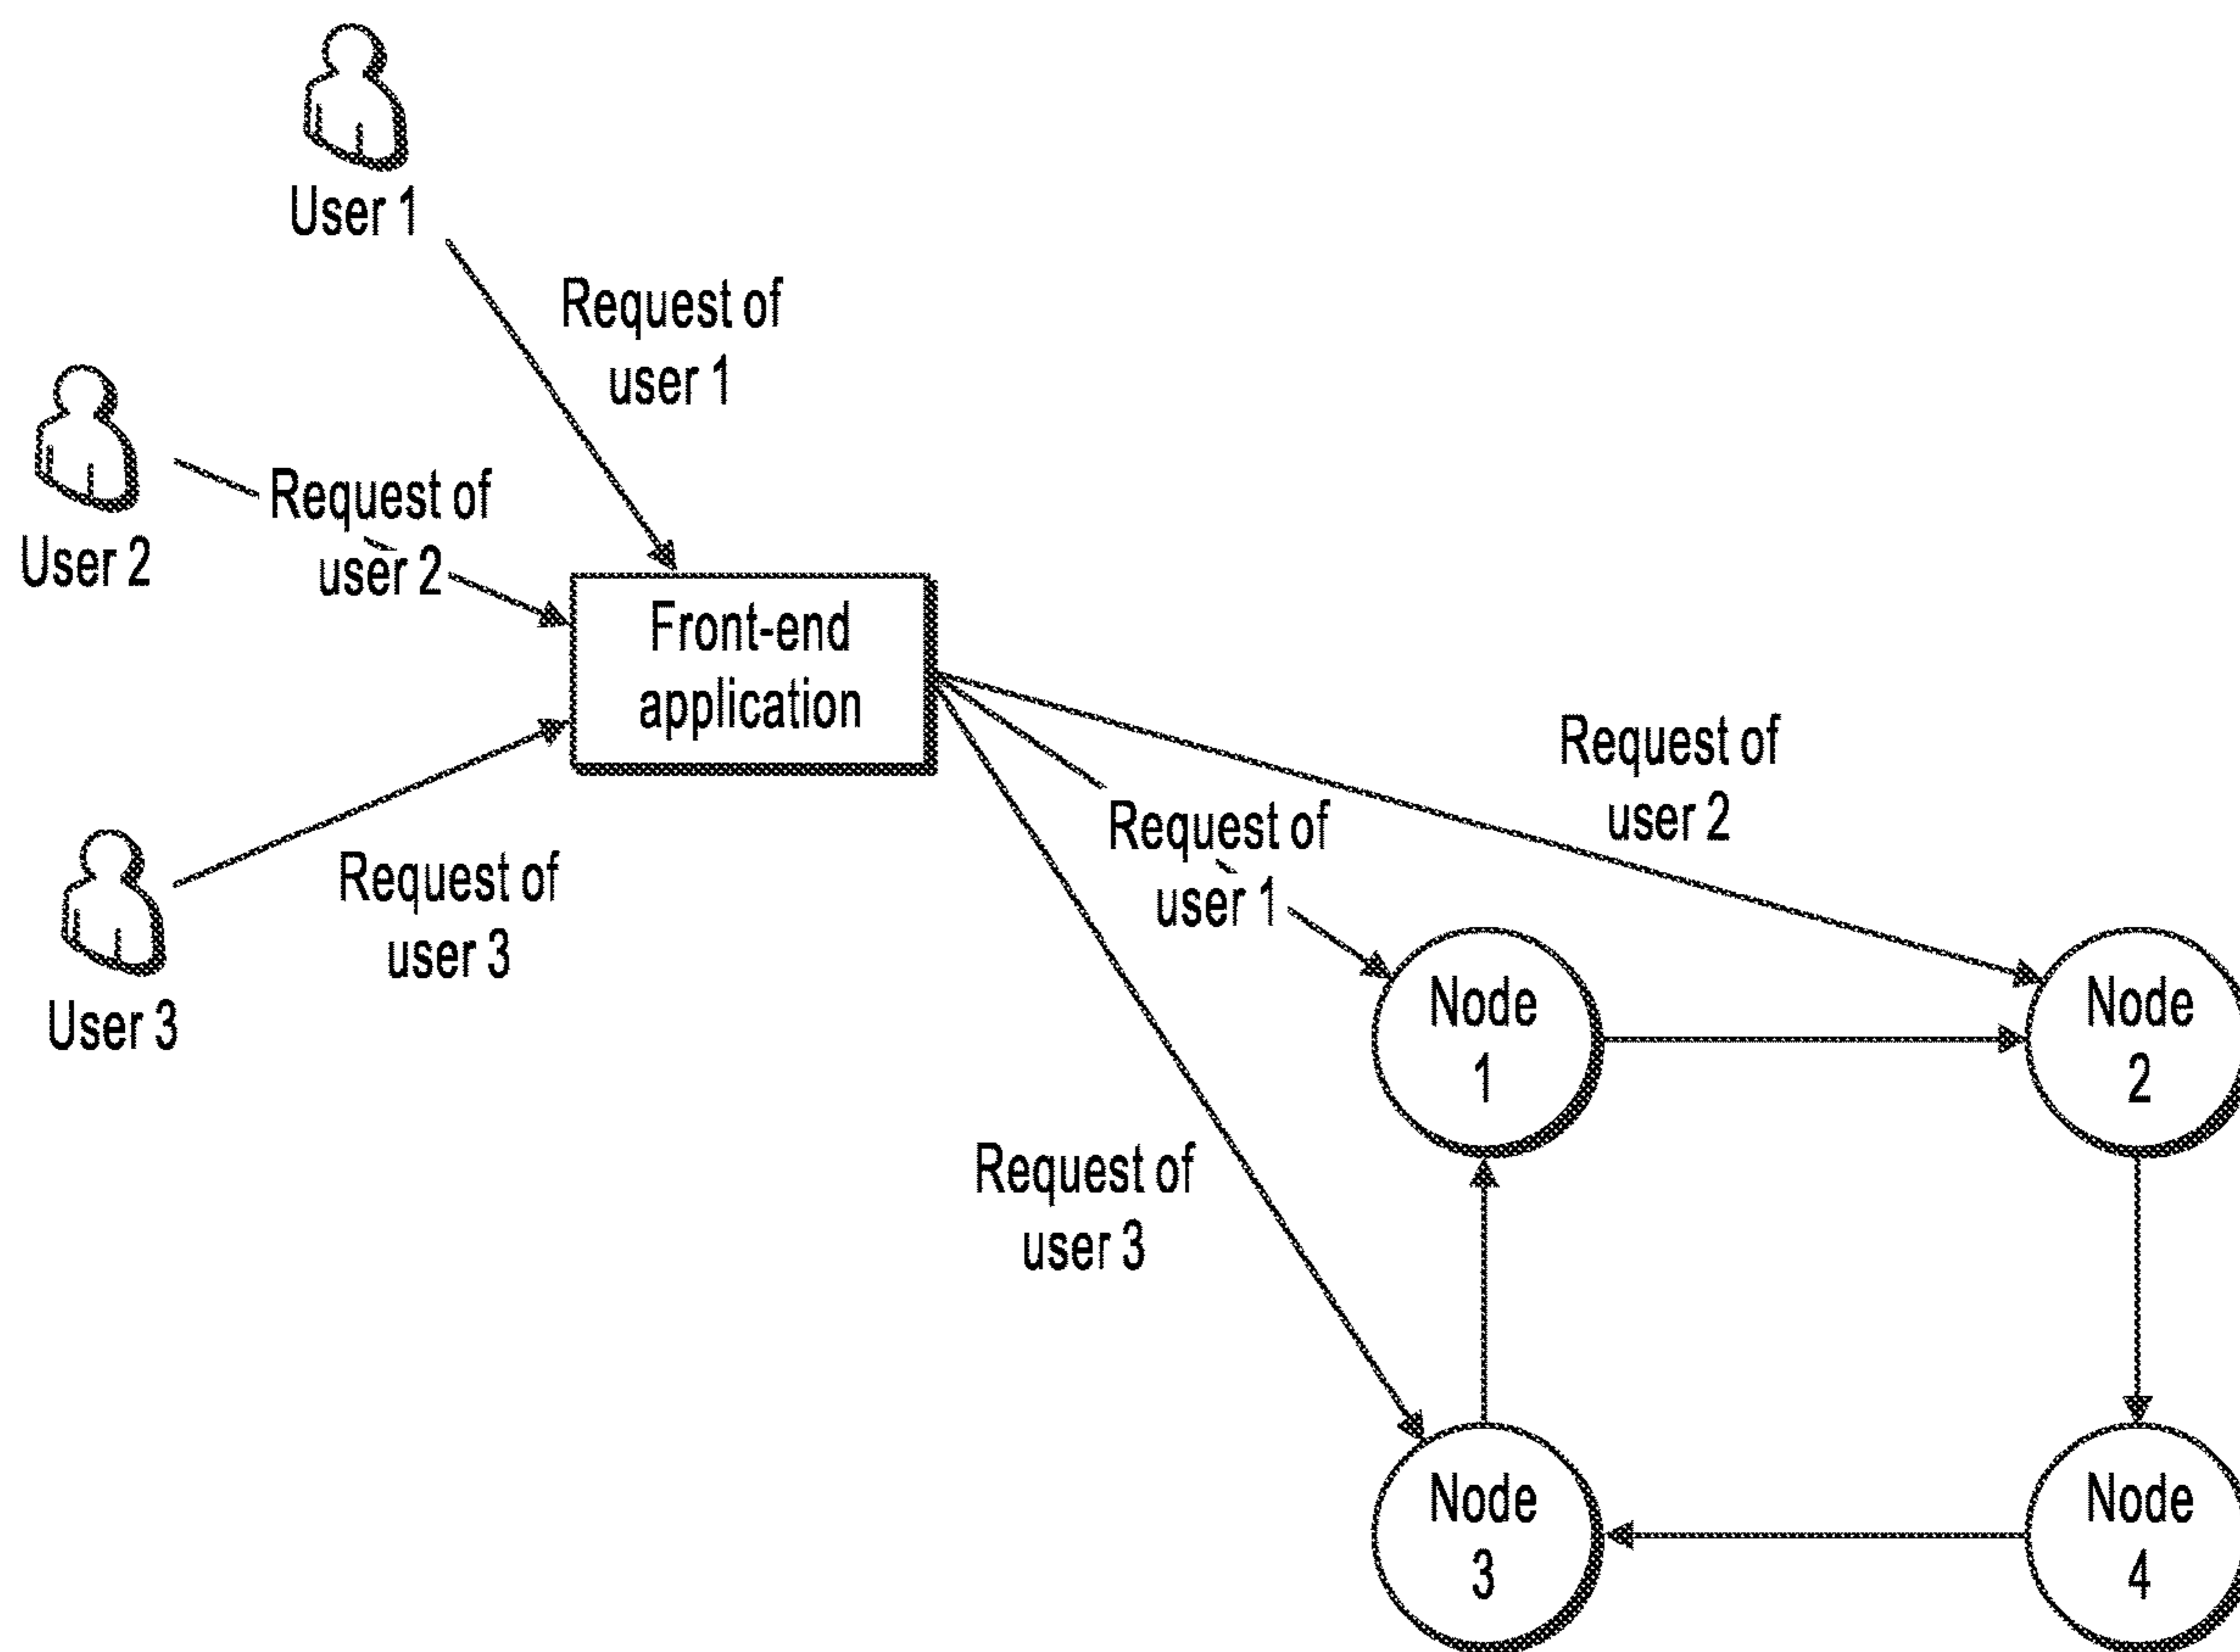 User 1
Request of
user 1
User 2
Request of
user 2
Front-end
application
User 3
Request of
user 3
Request of
user 2
Request of
user 1
Request of
user 3
Node
1
Node
2
Node
3
Node
4